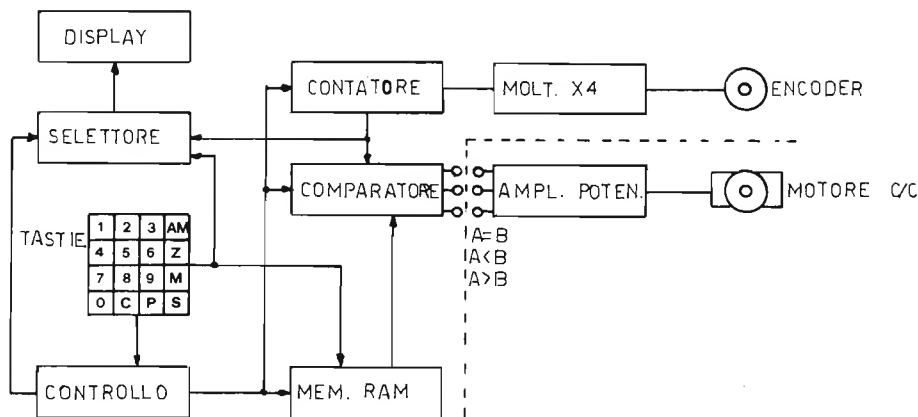 DISPLAY
CONTATORE
MOLT. X4
ENCODER
SELETTORE
COMPARATORE
AMPL. POTEN.
MOTORE C/C
A=B
A<B
A>B
TASTIE.
1 2 3 AM
4 5 6 Z
7 8 9 M
0 C P S
CONTROLLO
MEM. RAM